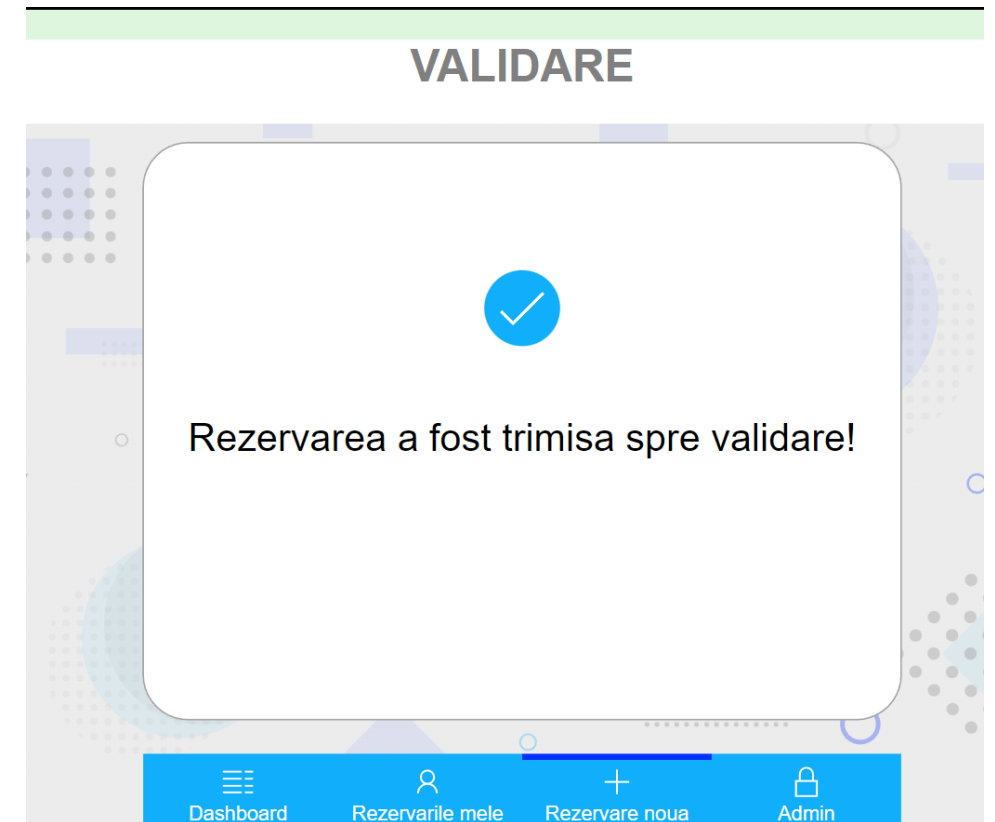 VALIDARE
Rezervarea a fost trimisa spre validare!
Dashboard
Rezervarile mele
Rezervare noua
Admin